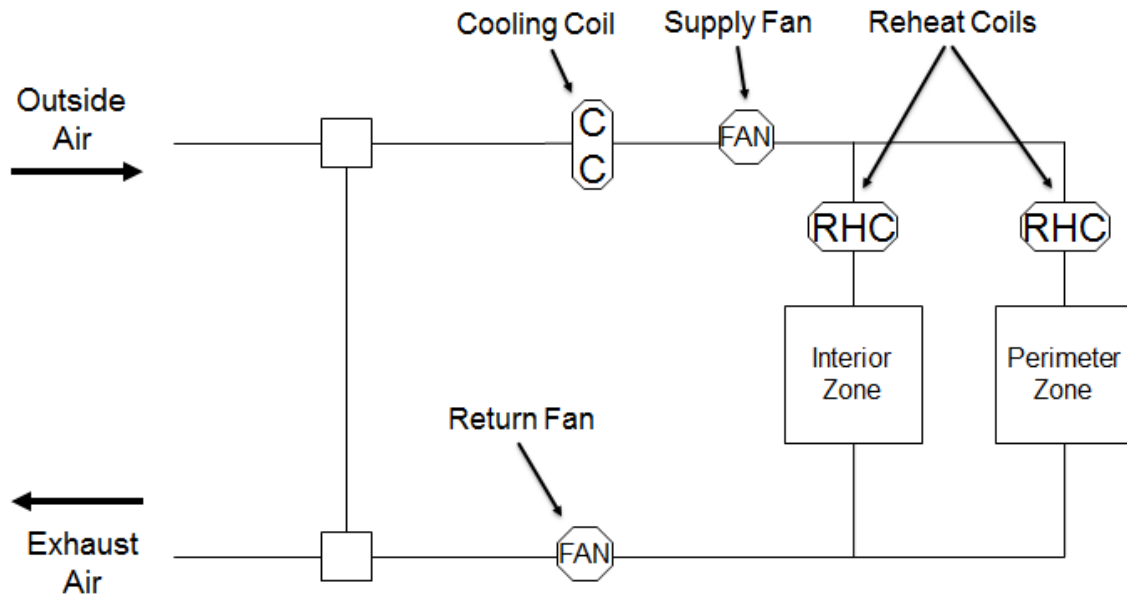 Cooling Coil
Supply Fan
Reheat Coils
Outside
Air
C
C
FAN
RHC
RHC
Interior
Zone
Perimeter
Zone
Return Fan
Exhaust
Air
FAN